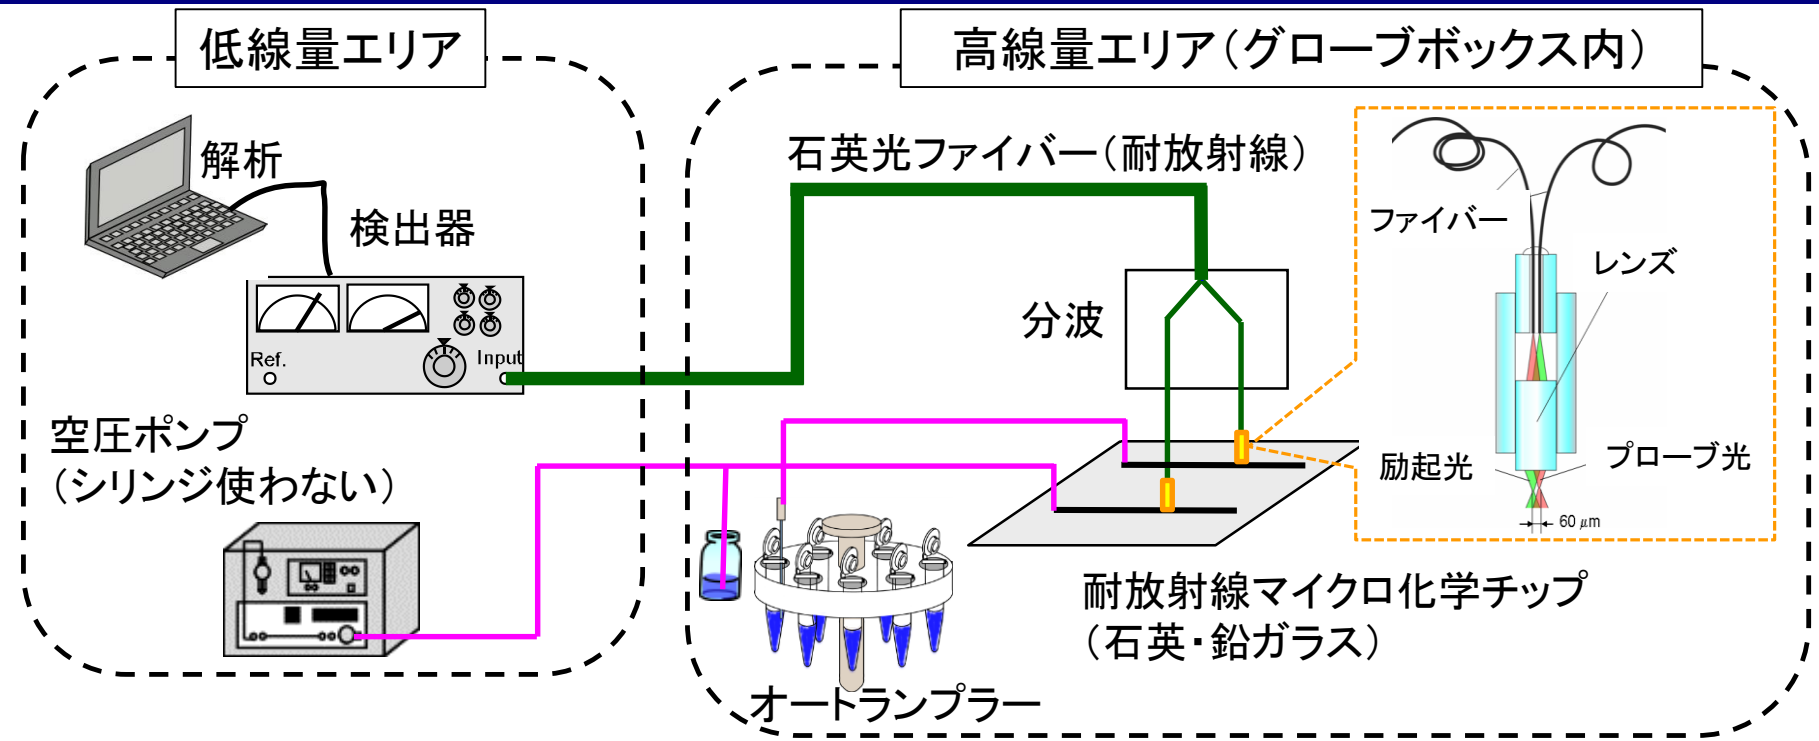 低線量エリア
高線量エリア(グローブボックス内)
解析
検出器
Ref.
Input
空圧ポンプ
(シリンジ使わない)
石英光ファイバー(耐放射線)
分波
ファイバー
レンズ
励起光
プローブ光
60 μm
耐放射線マイクロ化学チップ
(石英・鉛ガラス)
オートランプラー